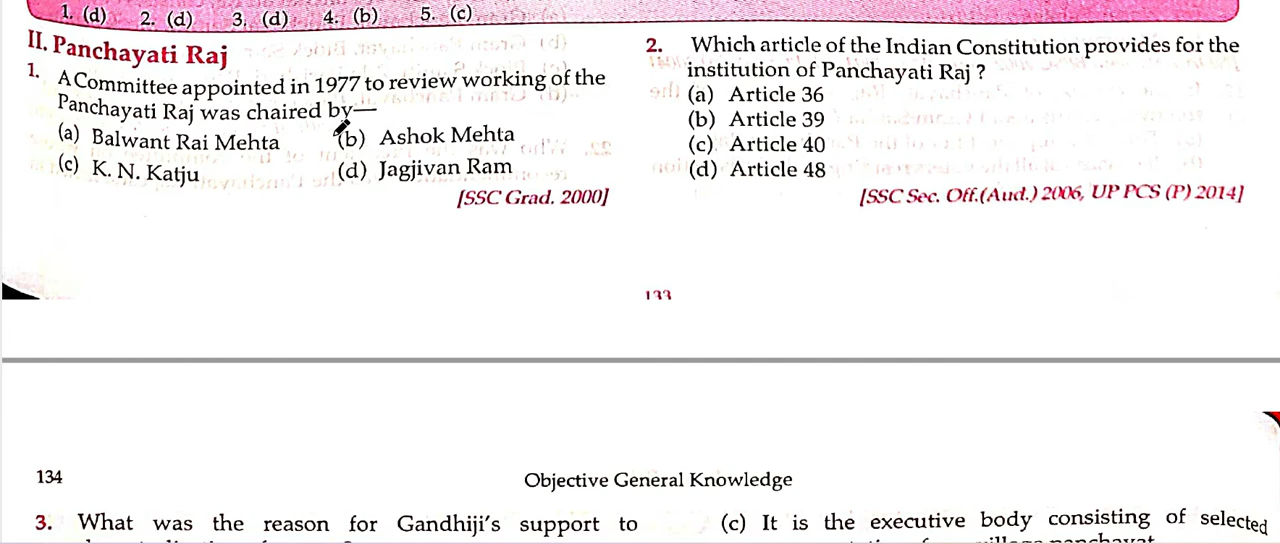 1. (d) 2. (d) 3. (d) 4. (b) 5. (c)
II. Panchayati Raj
1. A Committee appointed in 1977 to review working of the
Panchayati Raj was chaired by—
(a) Balwant Rai Mehta (b) Ashok Mehta
(c) K. N. Katju (d) Jagjivan Ram
[SSC Grad. 2000]
2. Which article of the Indian Constitution provides for the
institution of Panchayati Raj ?
(a) Article 36
(b) Article 39
(c) Article 40
(d) Article 48
[SSC Sec. Off.(Aud.) 2006, UP PCS (P) 2014]
133
134 Objective General Knowledge
3. What was the reason for Gandhiji's support to
(c) It is the executive body consisting of selected